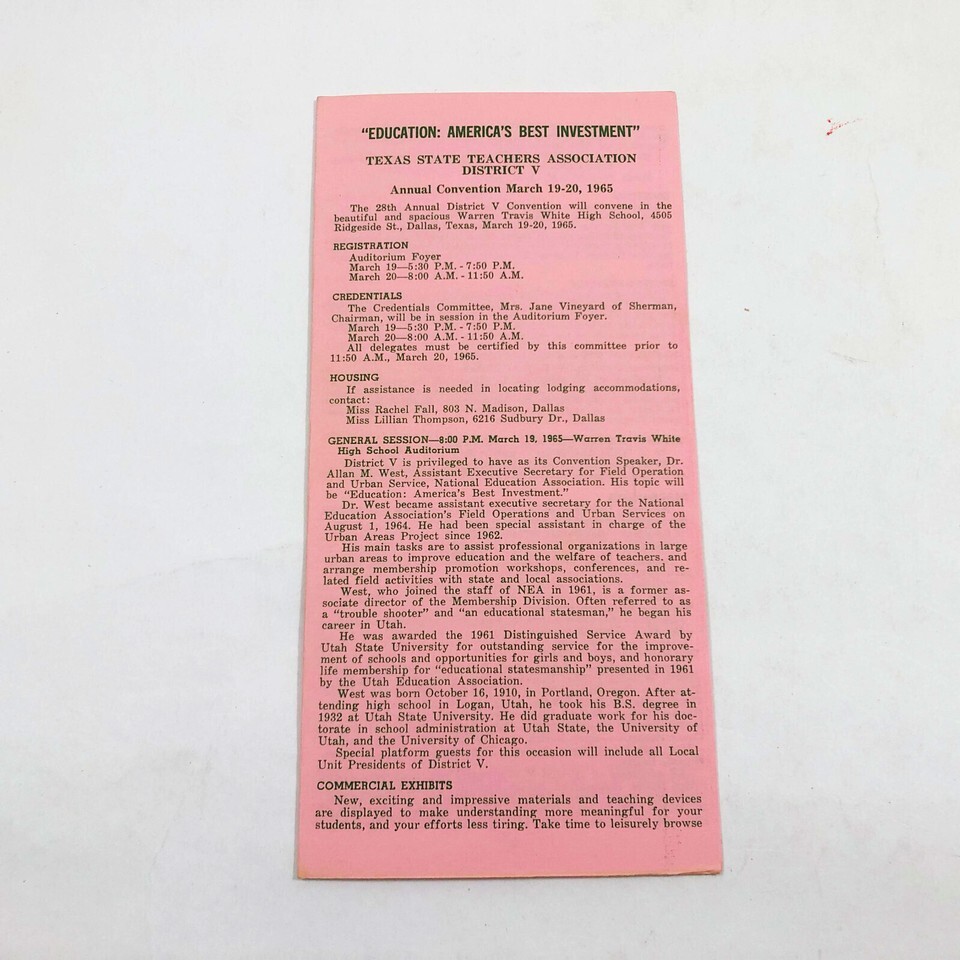 "EDUCATION: AMERICA'S BEST INVESTMENT"
TEXAS STATE TEACHERS ASSOCIATION
DISTRICT V
Annual Convention March 19-20, 1965
The 28th Annual District V Convention will convene in the
beautiful and spacious Warren Travis White High School, 4505
Ridgeside St., Dallas, Texas, March 19-20, 1965.
REGISTRATION
Auditorium Foyer
March 19—5:30 P.M. - 7:50 P.M.
March 20—8:00 A.M. - 11:50 A.M.
CREDENTIALS
The Credentials Committee, Mrs. Jane Vineyard of Sherman,
Chairman, will be in session in the Auditorium Foyer.
March 19—5:30 P.M. - 7:50 P.M.
March 20—8:00 A.M. - 11:50 A.M.
All delegates must be certified by this committee prior to
11:50 A.M., March 20, 1965.
HOUSING
If assistance is needed in locating lodging accommodations,
contact:
Miss Rachel Fall, 803 N. Madison, Dallas
Miss Lillian Thompson, 6216 Sudbury Dr., Dallas
GENERAL SESSION—8:00 P.M. March 19, 1965—Warren Travis White
High School Auditorium
District V is privileged to have as its Convention Speaker, Dr.
Allan M. West, Assistant Executive Secretary for Field Operation
and Urban Service, National Education Association. His topic will
be "Education: America's Best Investment."
Dr. West became assistant executive secretary for the National
Education Association's Field Operations and Urban Services on
August 1, 1964. He had been special assistant in charge of the
Urban Areas Project since 1962.
His main tasks are to assist professional organizations in large
urban areas to improve education and the welfare of teachers, and
arrange membership promotion workshops, conferences, and re-
lated field activities with state and local associations.
West, who joined the staff of NEA in 1961, is a former as-
sociate director of the Membership Division. Often referred to as
a "trouble shooter" and "an educational statesman," he began his
career in Utah.
He was awarded the 1961 Distinguished Service Award by
Utah State University for outstanding service for the improve-
ment of schools and opportunities for girls and boys, and honorary
life membership for "educational statesmanship" presented in 1961
by the Utah Education Association.
West was born October 16, 1910, in Portland, Oregon. After at-
tending high school in Logan, Utah, he took his B.S. degree in
1932 at Utah State University. He did graduate work for his doc-
torate in school administration at Utah State, the University of
Utah, and the University of Chicago.
Special platform guests for this occasion will include all Local
Unit Presidents of District V.
COMMERCIAL EXHIBITS
New, exciting and impressive materials and teaching devices
are displayed to make understanding more meaningful for your
students, and your efforts less tiring. Take time to leisurely browse